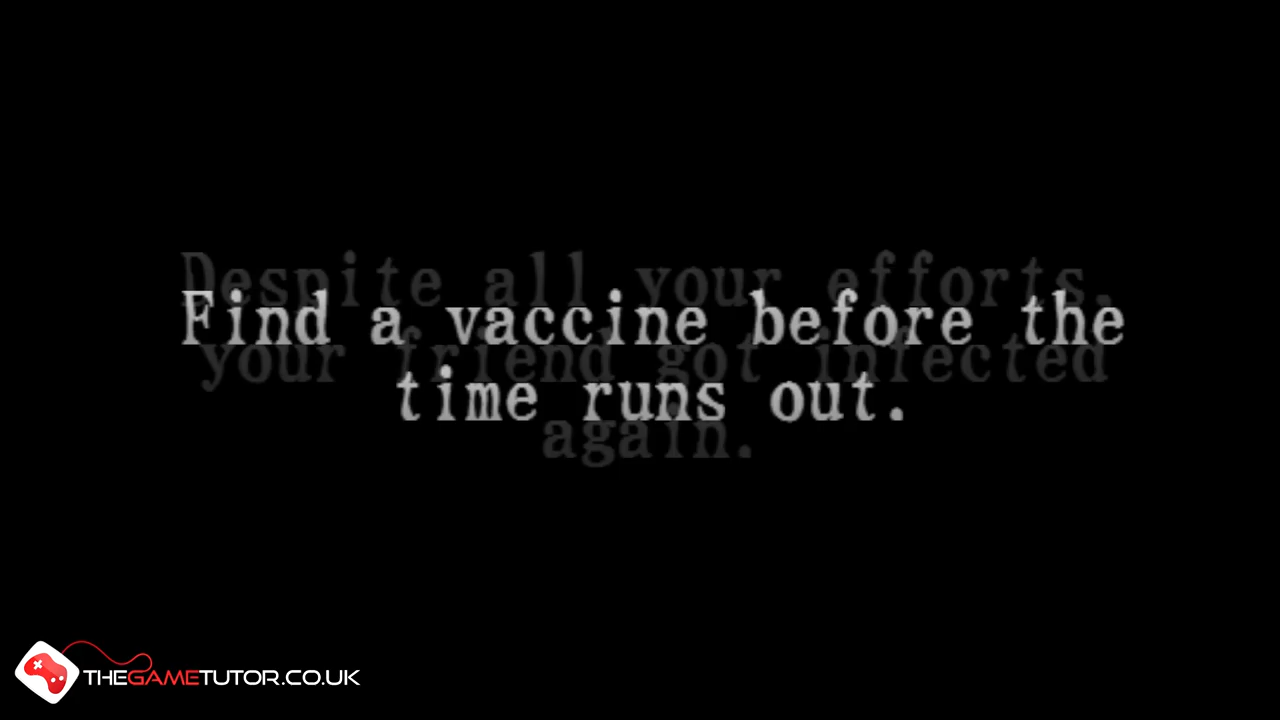 Despite all your efforts,
your friend got infected
again.
Find a vaccine before the
time runs out.
THEGAMETUTOR.CO.UK